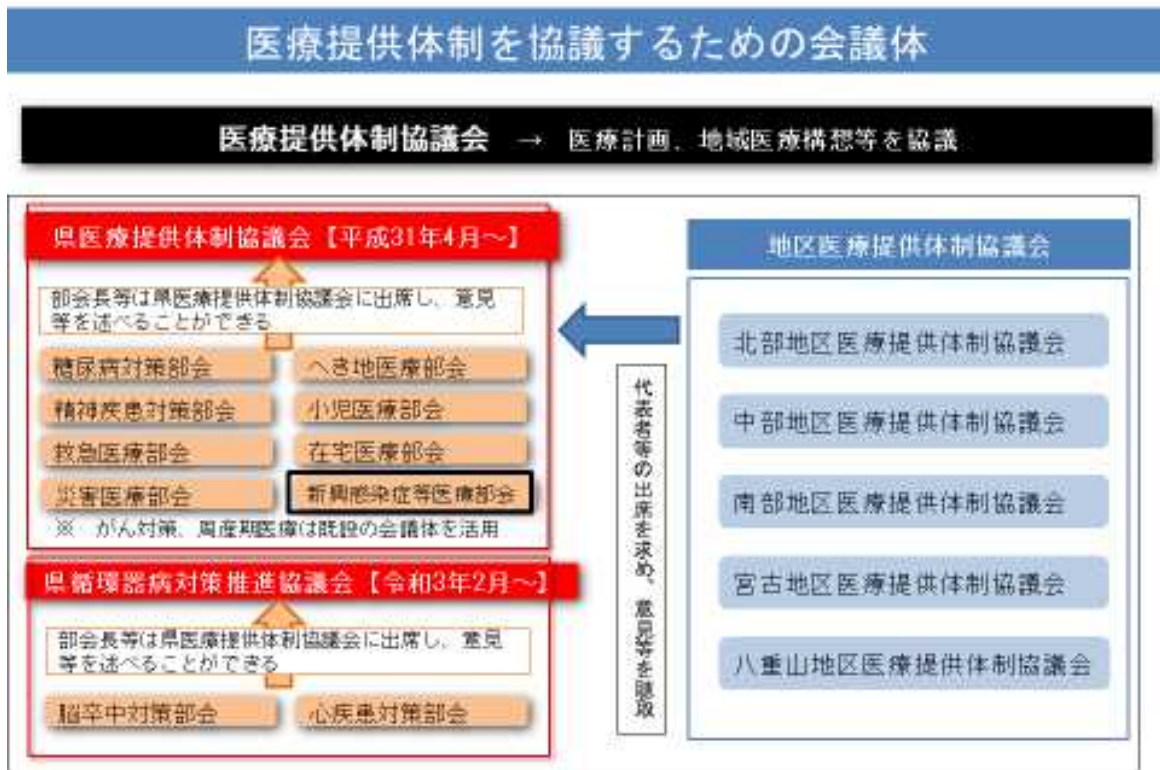 医療提供体制を協議するための会議体
医療提供体制協議会 → 医療計画、地域医療構想等を協議
県医療提供体制協議会【平成31年4月~】
部会長等は県医療提供体制協議会に出席し、意見
等を述べることができる
糖尿病対策部会
へき地医療部会
精神疾患対策部会
小児医療部会
救急医療部会
在宅医療部会
災害医療部会
新興感染症等医療部会
※ がん対策、周産期医療は既設の会議体を活用
県循環器病対策推進協議会【令和3年2月~】
部会長等は県医療提供体制協議会に出席し、意見
等を述べることができる
脳卒中対策部会
心疾患対策部会
代表者等の出席を求め、意見等を聴取
地区医療提供体制協議会
北部地区医療提供体制協議会
中部地区医療提供体制協議会
南部地区医療提供体制協議会
宮古地区医療提供体制協議会
八重山地区医療提供体制協議会